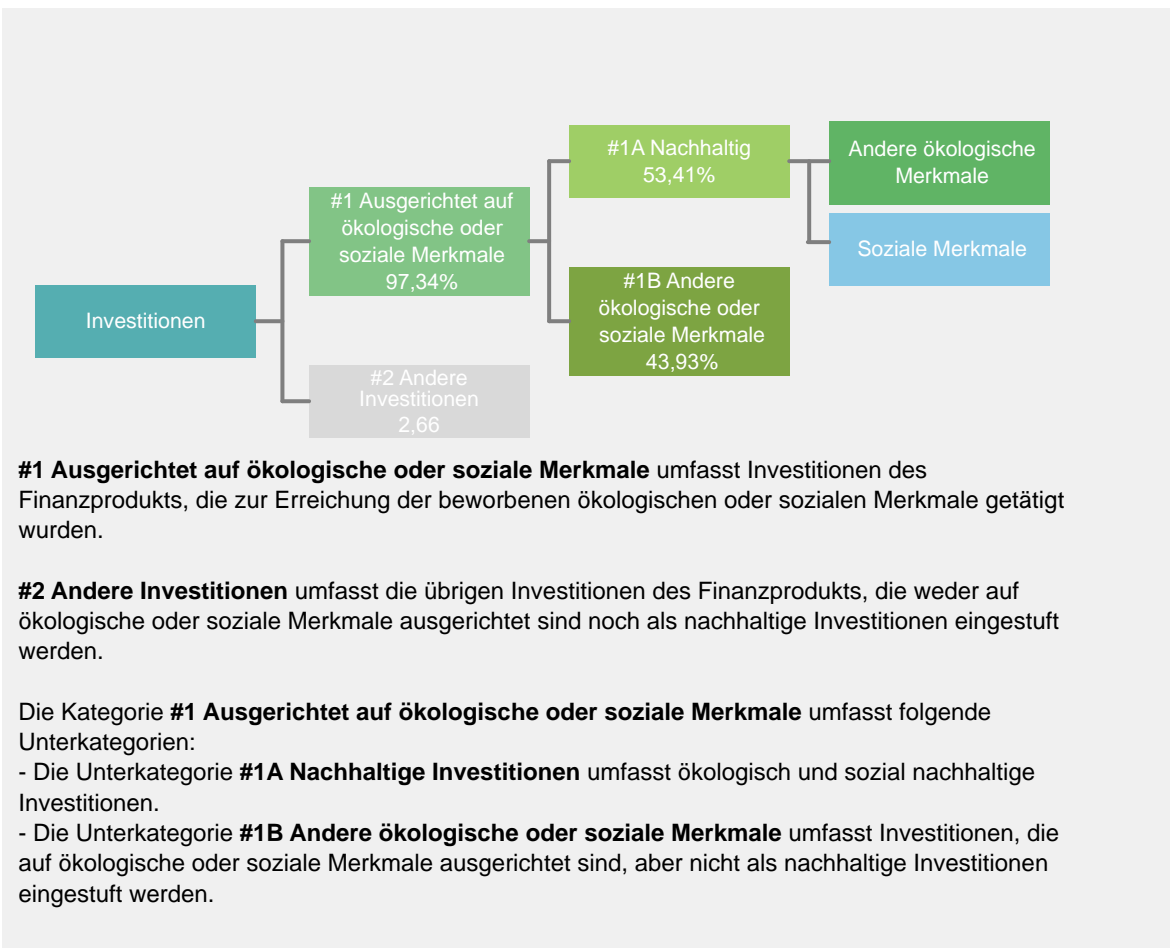 #1A Nachhaltig
53,41%
Andere ökologische
Merkmale
#1 Ausgerichtet auf
ökologische oder
soziale Merkmale
97,34%
Soziale Merkmale
#1B Andere
ökologische oder
soziale Merkmale
43,93%
Investitionen
#2 Andere
Investitionen
2,66
#1 Ausgerichtet auf ökologische oder soziale Merkmale umfasst Investitionen des
Finanzprodukts, die zur Erreichung der beworbenen ökologischen oder sozialen Merkmale getätigt
wurden.
#2 Andere Investitionen umfasst die übrigen Investitionen des Finanzprodukts, die weder auf
ökologische oder soziale Merkmale ausgerichtet sind noch als nachhaltige Investitionen eingestuft
werden.
Die Kategorie #1 Ausgerichtet auf ökologische oder soziale Merkmale umfasst folgende
Unterkategorien:
- Die Unterkategorie #1A Nachhaltige Investitionen umfasst ökologisch und sozial nachhaltige
Investitionen.
- Die Unterkategorie #1B Andere ökologische oder soziale Merkmale umfasst Investitionen, die
auf ökologische oder soziale Merkmale ausgerichtet sind, aber nicht als nachhaltige Investitionen
eingestuft werden.